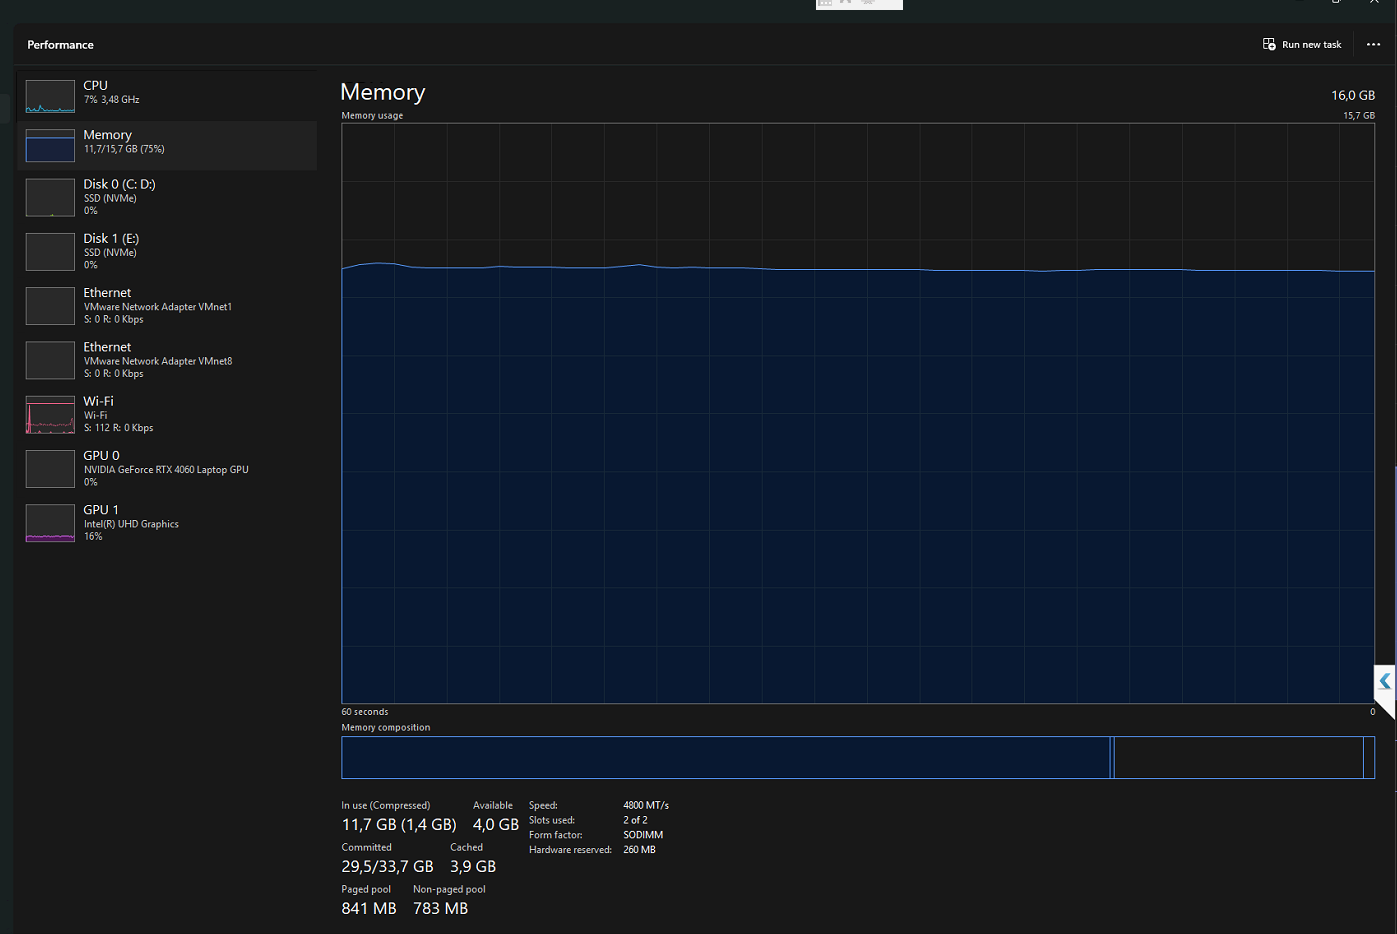 Performance
Run new task
CPU
7% 3,48 GHz
Memory
11,7/15,7 GB (75%)
Disk 0 (C: D:)
SSD (NVMe)
0%
Disk 1 (E:)
SSD (NVMe)
0%
Ethernet
VMware Network Adapter VMnet1
S: 0 R: 0 Kbps
Ethernet
VMware Network Adapter VMnet8
S: 0 R: 0 Kbps
Wi-Fi
Wi-Fi
S: 112 R: 0 Kbps
GPU 0
NVIDIA GeForce RTX 4060 Laptop GPU
0%
GPU 1
Intel(R) UHD Graphics
16%
Memory
16,0 GB
Memory usage
15,7 GB
60 seconds
0
Memory composition
In use (Compressed)
11,7 GB (1,4 GB)
Available
4,0 GB
Committed
29,5/33,7 GB
Cached
3,9 GB
Paged pool
841 MB
Non-paged pool
783 MB
Speed: 4800 MT/s
Slots used: 2 of 2
Form factor: SODIMM
Hardware reserved: 260 MB